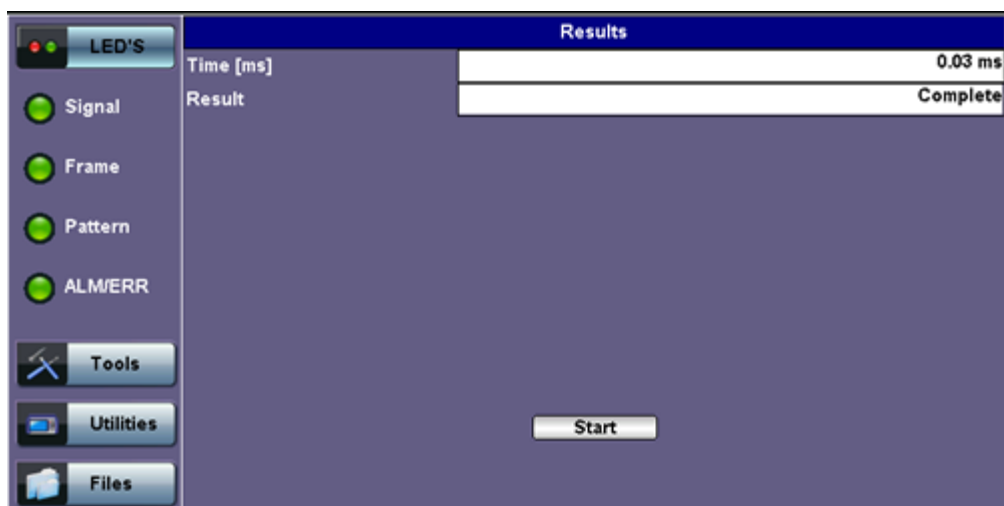 LED'S
Signal
Frame
Pattern
ALM/ERR
Tools
Utilities
Files
Results
Time [ms] 0.03 ms
Result Complete
Start